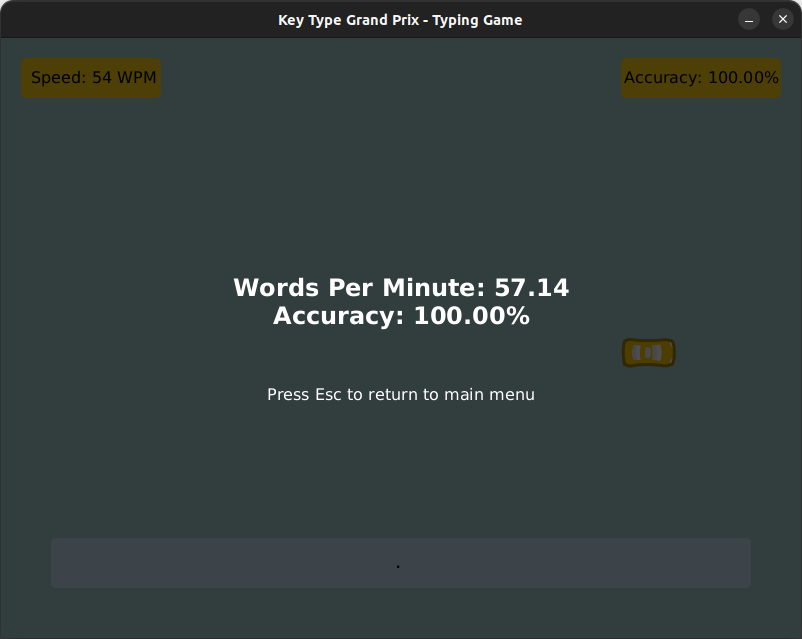 Key Type Grand Prix - Typing Game
Speed: 54 WPM
Accuracy: 100.00%
Words Per Minute: 57.14
Accuracy: 100.00%
Press Esc to return to main menu
.